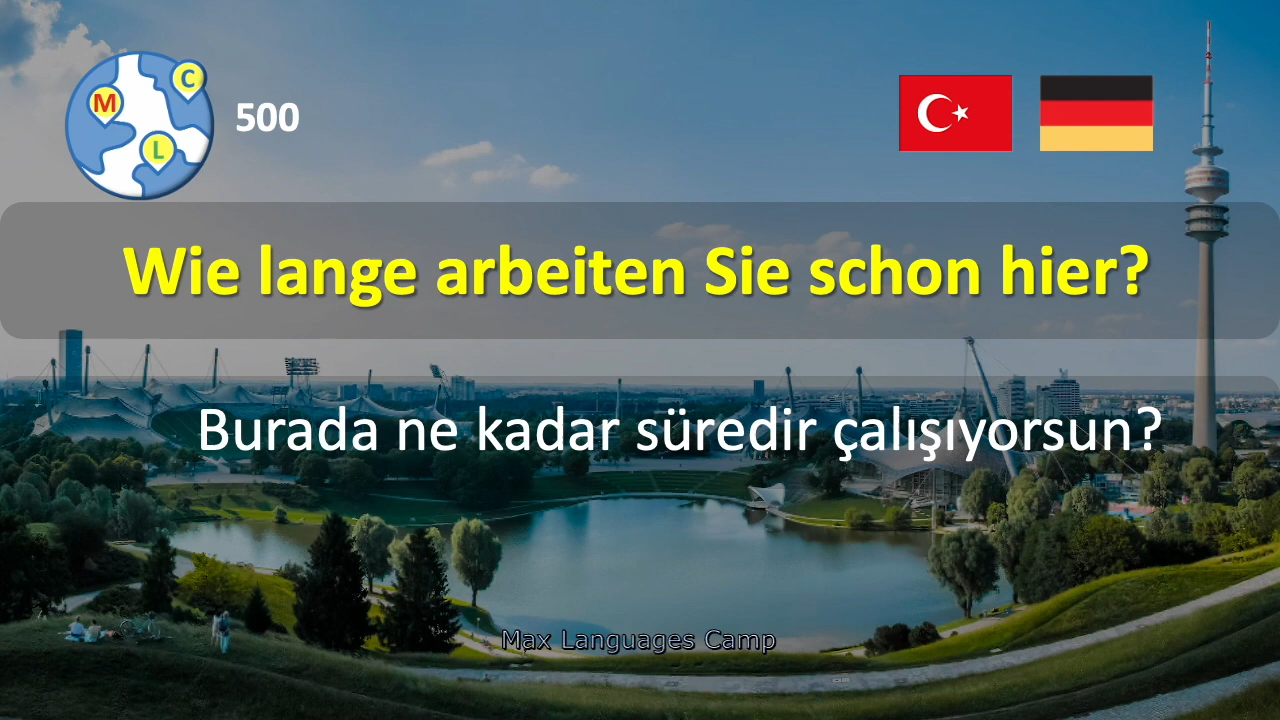 M
C
L
500
Wie lange arbeiten Sie schon hier?
Burada ne kadar süredir çalışıyorsun?
Max Languages Camp